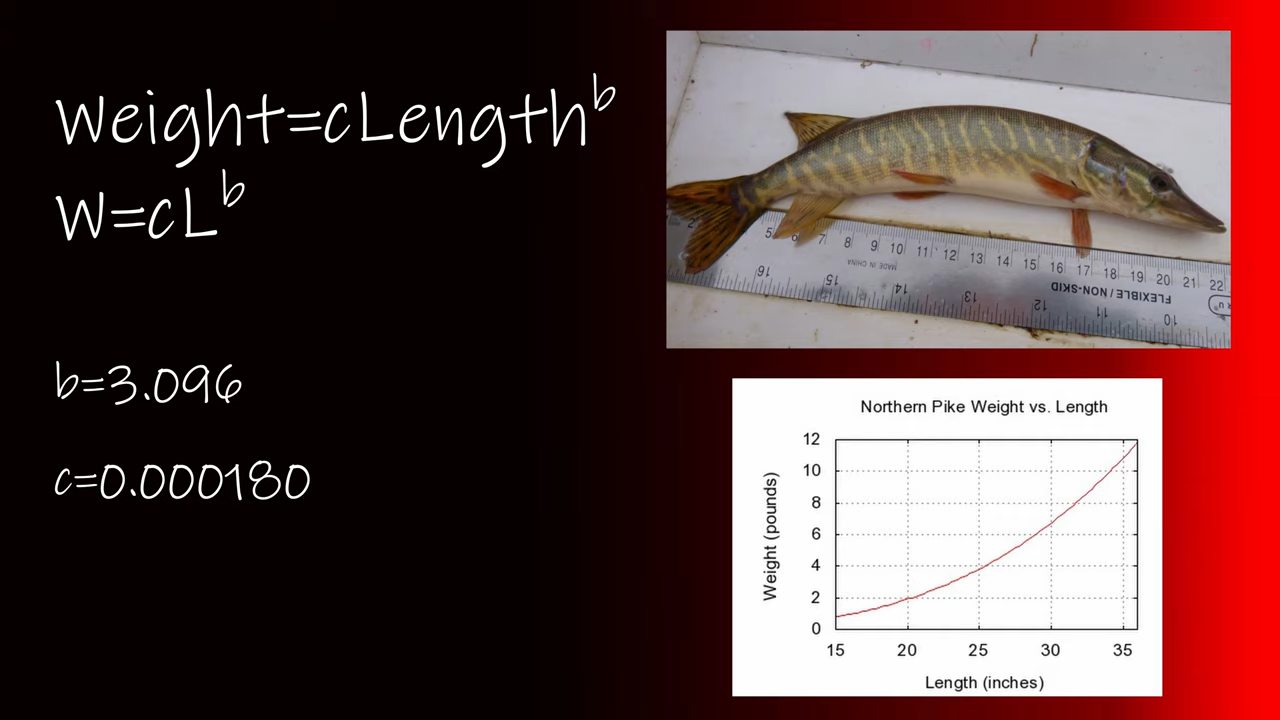 Weight=cLength^b
W=cL^b
b=3.096
c=0.000180
5 7 8 9 10 11 12 13 14 15 16 17 18 19 20 21 22
MADE IN CHINA
FLEXIBLE / NON-SKID
16 15 14 13 12 11 10
Northern Pike Weight vs. Length
Weight (pounds)
12
10
8
6
4
2
0
15 20 25 30 35
Length (inches)